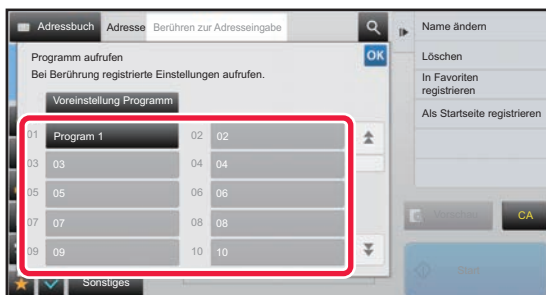 Adressbuch Adresse Berühren zur Adresseingabe
Programm aufrufen OK
Bei Berührung registrierte Einstellungen aufrufen.
Voreinstellung Programm
01 Program 1 02 02
03 03 04 04
05 05 06 06
07 07 08 08
09 09 10 10
Sonstiges
Name ändern
Löschen
In Favoriten
registrieren
Als Startseite registrieren
Vorschau CA
Start